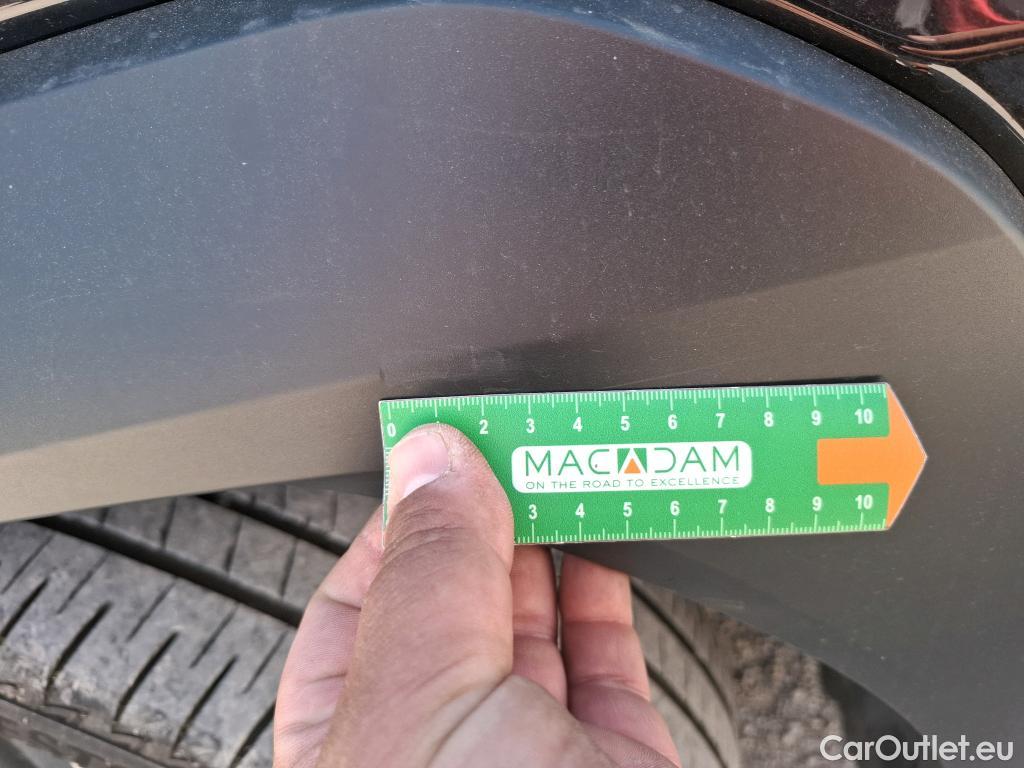 0 2 3 4 5 6 7 8 9 10
MACADAM
ON THE ROAD TO EXCELLENCE
3 4 5 6 7 8 9 10
CarOutlet.eu